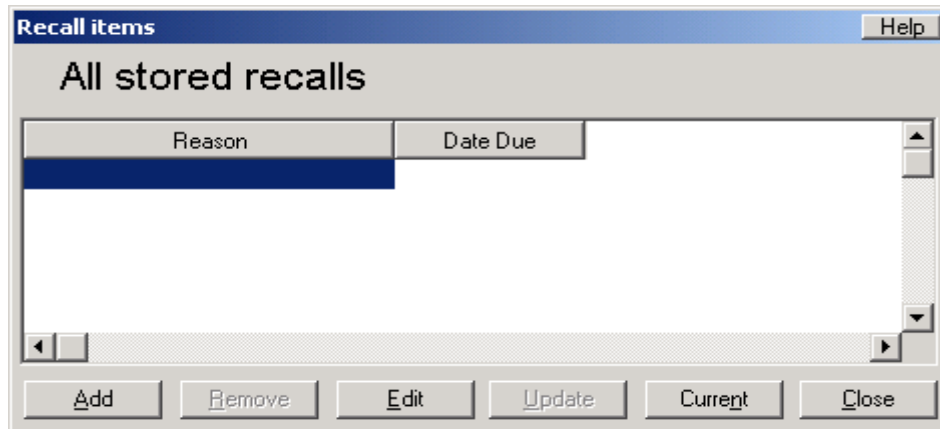 Recall items Help
All stored recalls
Reason Date Due
Add Remove Edit Update Current Close